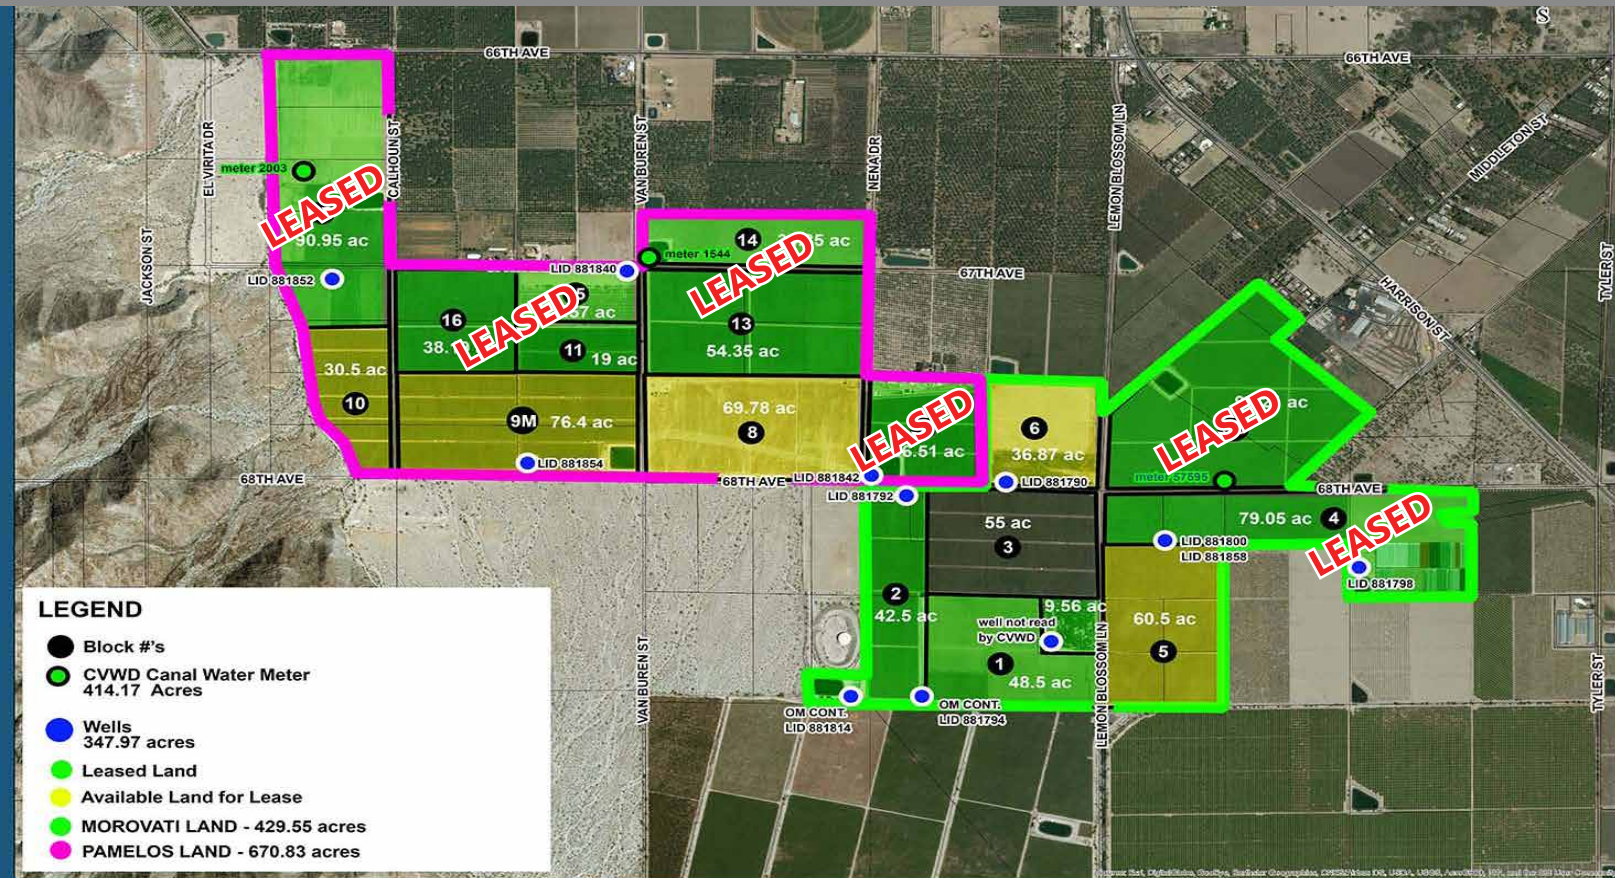 S
66TH AVE
66TH AVE
EL VIRITA DR
CALHOUN ST
VAN BUREN ST
NENA DR
LEMON BLOSSOM LN
MIDDLETON ST
JACKSON ST
TYLER ST
HARRISON ST
67TH AVE
meter 2003
LEASED
90.95 ac
LID 881852
LID 881840
meter 1544
14
5 ac
LEASED
13
54.35 ac
16
38.
5
37 ac
LEASED
11
19 ac
30.5 ac
10
9M
76.4 ac
LID 881854
69.78 ac
8
LEASED
6.51 ac
6
36.87 ac
LEASED
ac
meter 57595
68TH AVE
68TH AVE
68TH AVE
LID 881842
LID 881792
LID 881790
55 ac
3
79.05 ac
4
LEASED
LID 881800
LID 881858
LID 881798
2
42.5 ac
9.56 ac
well not read
by CVWD
1
48.5 ac
60.5 ac
5
VAN BUREN ST
LEMON BLOSSOM LN
TYLER ST
OM CONT.
LID 881814
OM CONT.
LID 881794
LEGEND
Block #'s
CVWD Canal Water Meter
414.17 Acres
Wells
347.97 acres
Leased Land
Available Land for Lease
MOROVATI LAND - 429.55 acres
PAMELOS LAND - 670.83 acres